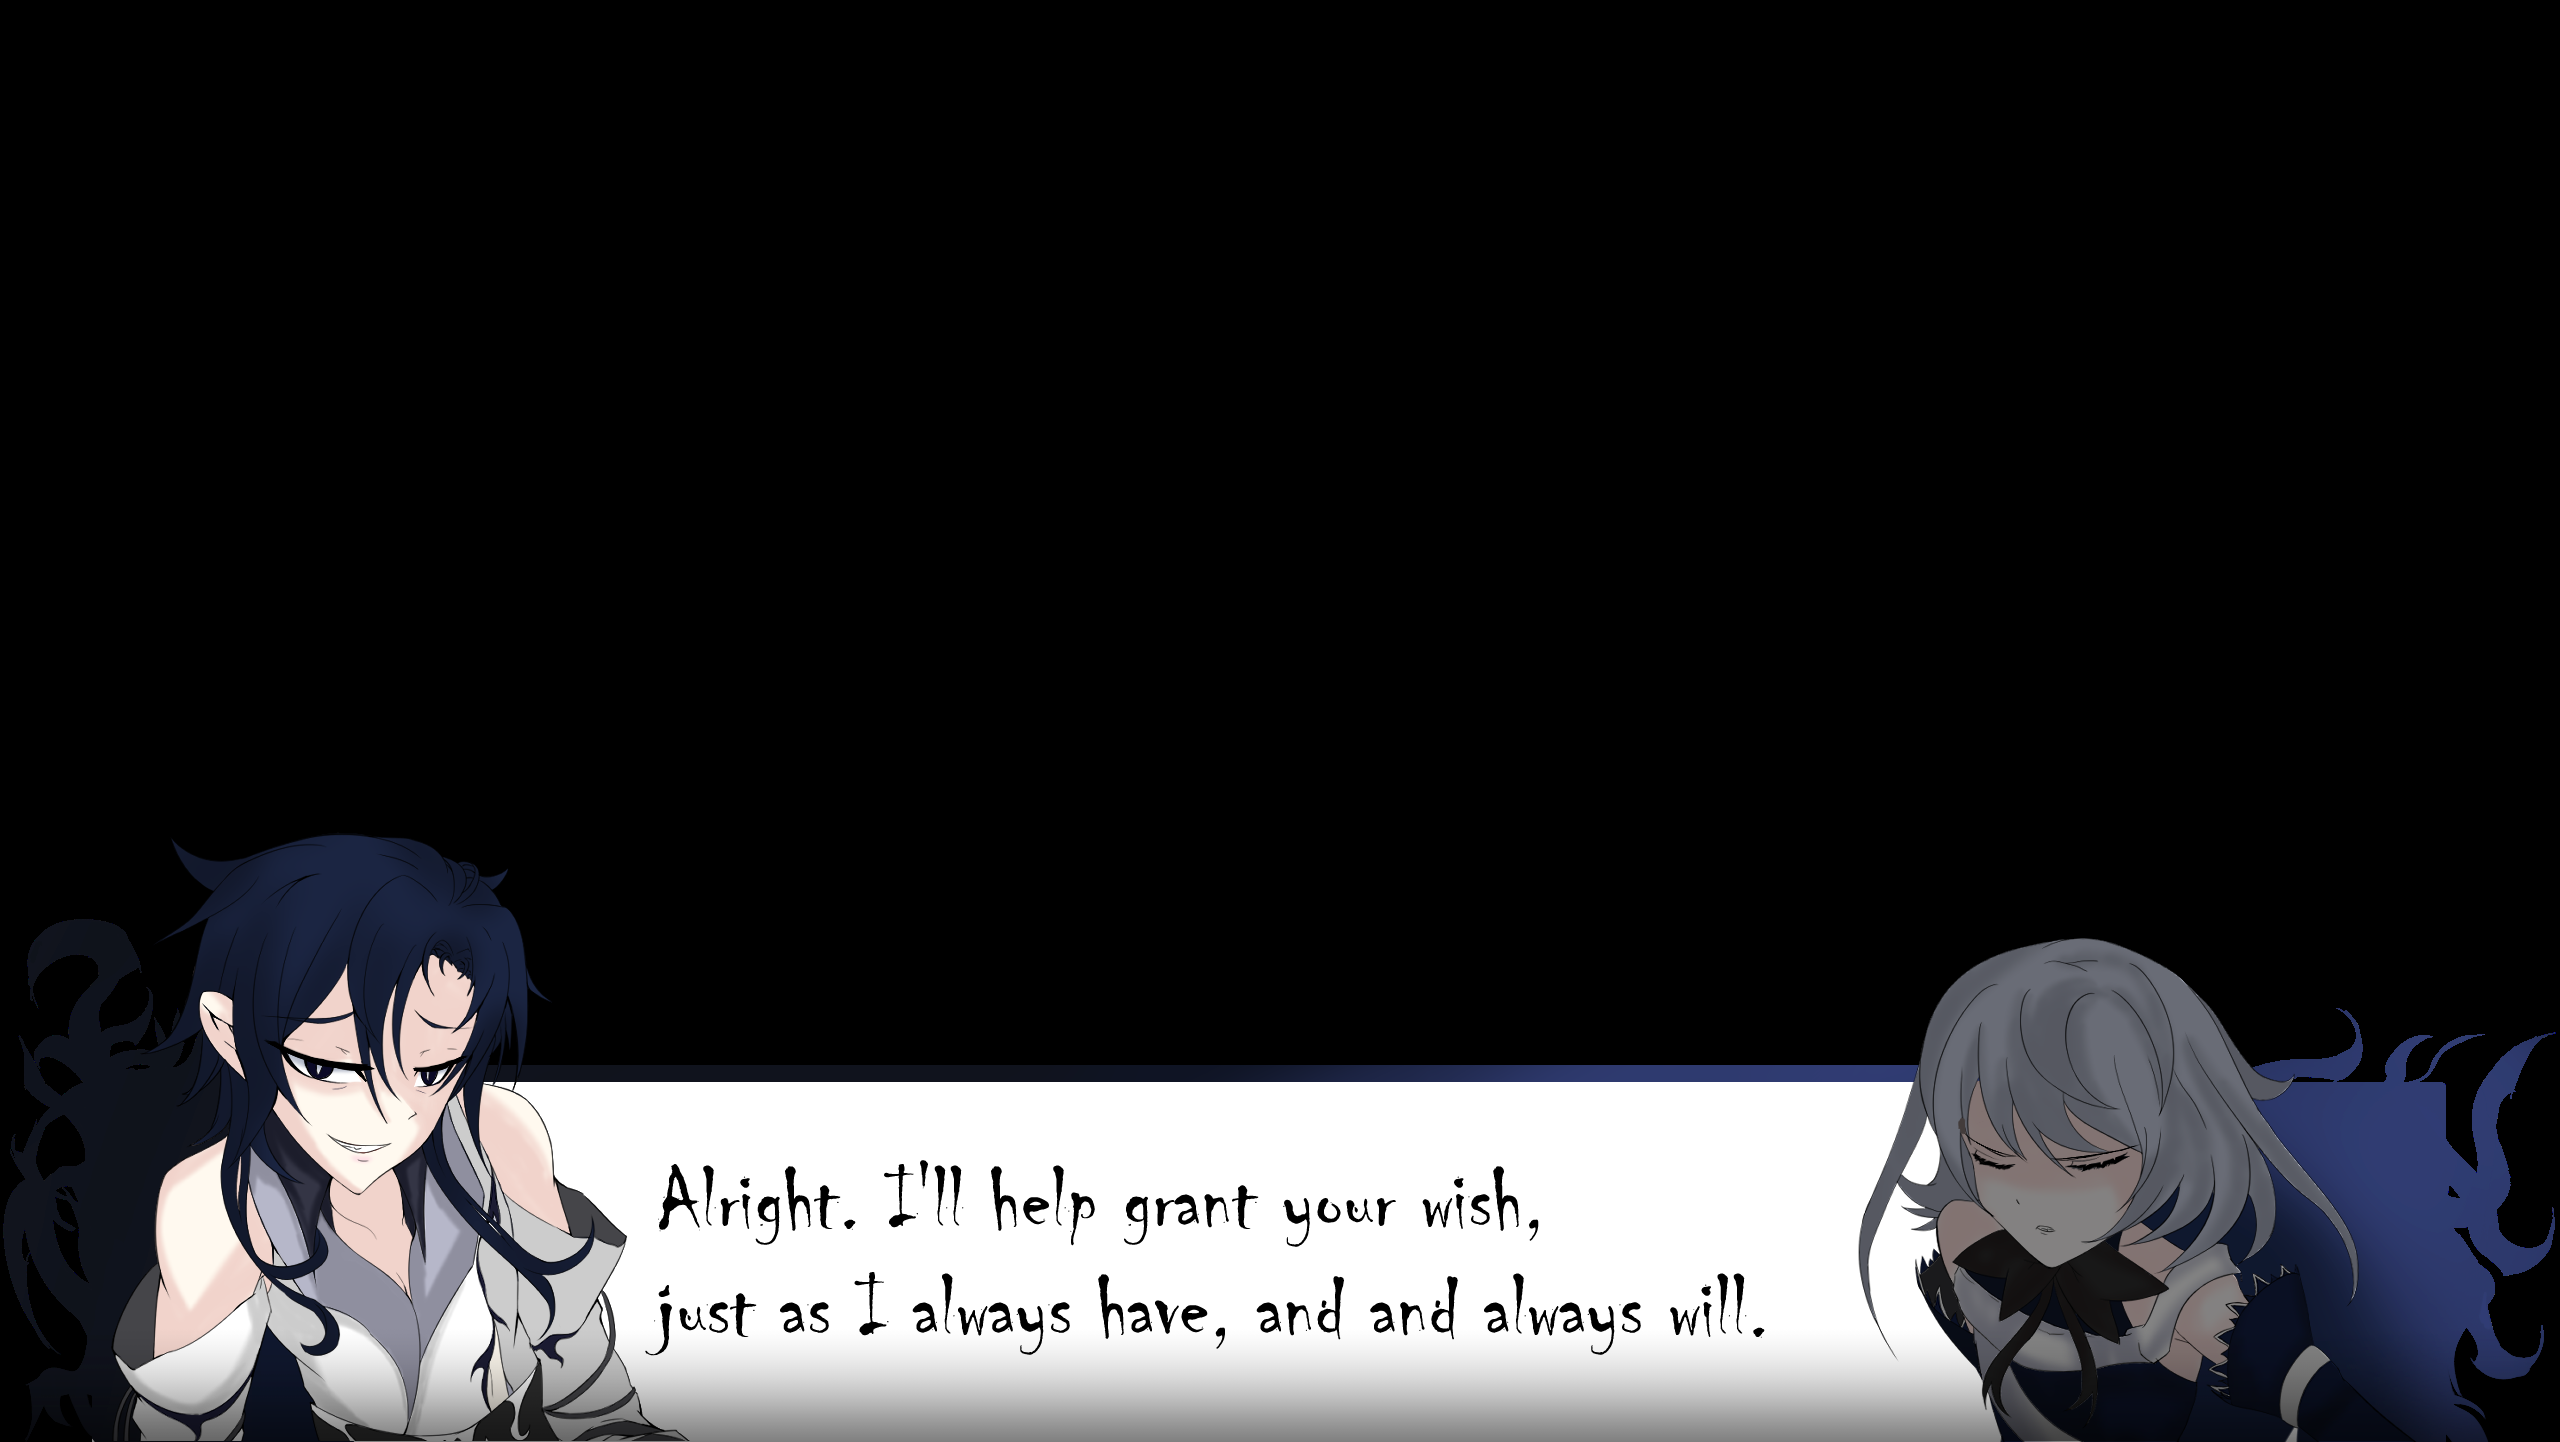 Alright. I'll help grant your wish,
just as I always have, and and always will.